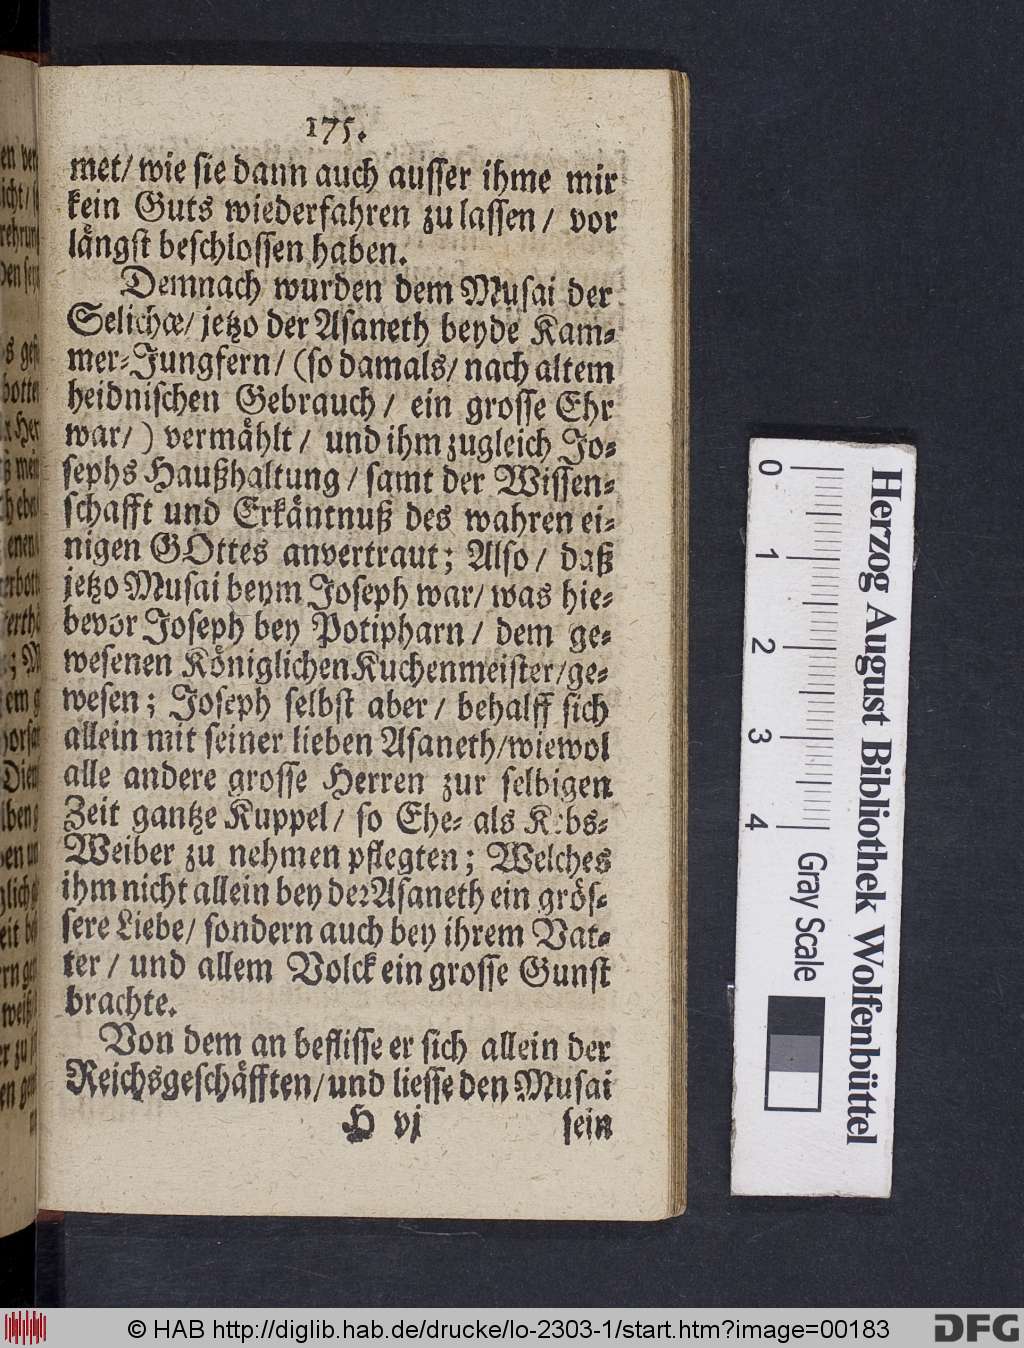 175.
met/ wie sie dann auch ausser ihme mir
kein Guts wiederfahren zu lassen/ vor
längst beschlossen haben.
Demnach wurden dem Musai der
Selichæ/ jetzo der Asaneth beyde Kam-
mer-Jungfern/ (so damals/ nach altem
heidnischen Gebrauch/ ein grosse Ehr
war/) vermählt/ und ihm zugleich Jo-
sephs Haußhaltung/ samt der Wissen-
schafft und Erkäntnuß des wahren ei-
nigen GOttes anvertraut; Also/ daß
jetzo Musai beym Joseph war/ was hie-
bevor Joseph bey Potipharn/ dem ge-
wesenen Königlichen Kuchenmeister/ ge-
wesen; Joseph selbst aber/ behalff sich
allein mit seiner lieben Asaneth/ wiewol
alle andere grosse Herren zur selbigen
Zeit gantze Kuppel/ so Ehe- als Kebs-
Weiber zu nehmen pflegten; Welches
ihm nicht allein bey der Asaneth ein grös-
sere Liebe/ sondern auch bey ihrem Vat-
ter/ und allem Volck ein grosse Gunst
brachte.
Von dem an beflisse er sich allein der
Reichsgeschäfften/ und liesse den Musai
H vj sein
0 1 2 3 4
Gray Scale
Herzog August Bibliothek Wolfenbüttel
© HAB http://diglib.hab.de/drucke/lo-2303-1/start.htm?image=00183
DFG